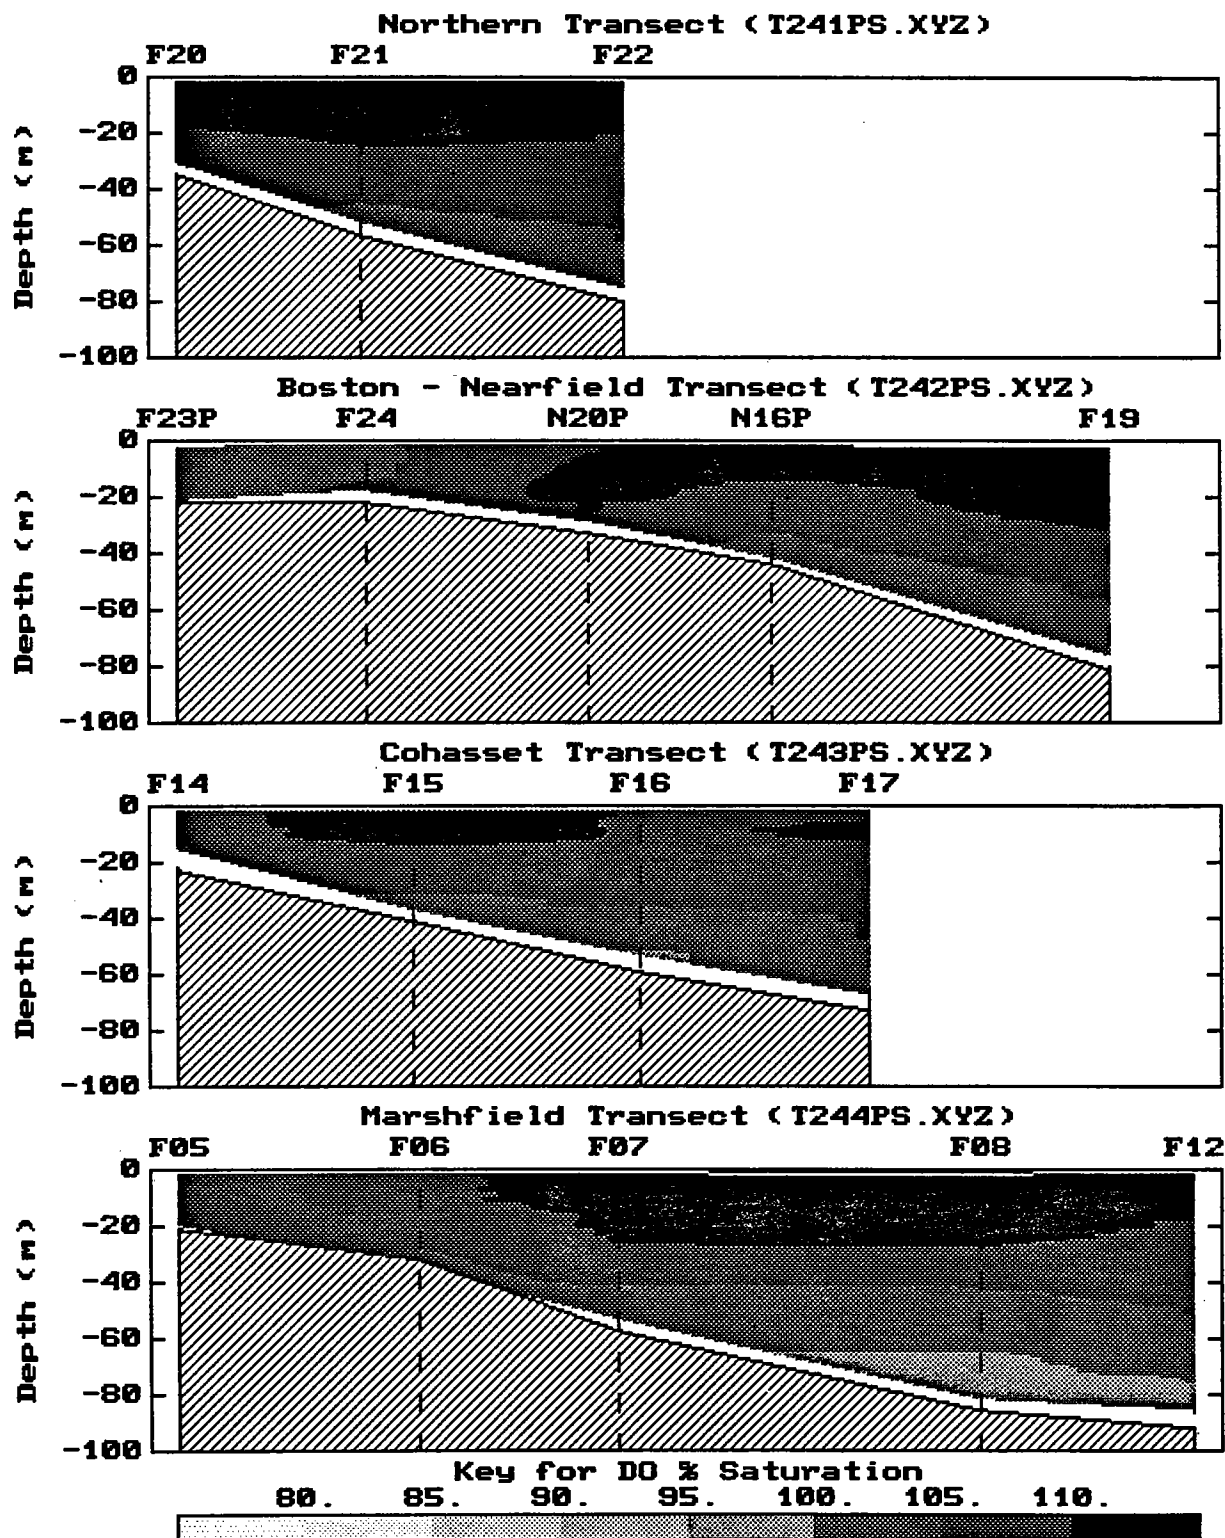 Northern Transect (T241PS.XYZ)
F20 F21 F22
0
-20
-40
-60
-80
-100
Depth (m)
Boston - Nearfield Transect (T242PS.XYZ)
F23P F24 N20P N16P F19
0
-20
-40
-60
-80
-100
Depth (m)
Cohasset Transect (T243PS.XYZ)
F14 F15 F16 F17
0
-20
-40
-60
-80
-100
Depth (m)
Marshfield Transect (T244PS.XYZ)
F05 F06 F07 F08 F12
0
-20
-40
-60
-80
-100
Depth (m)
Key for DO % Saturation
80. 85. 90. 95. 100. 105. 110.